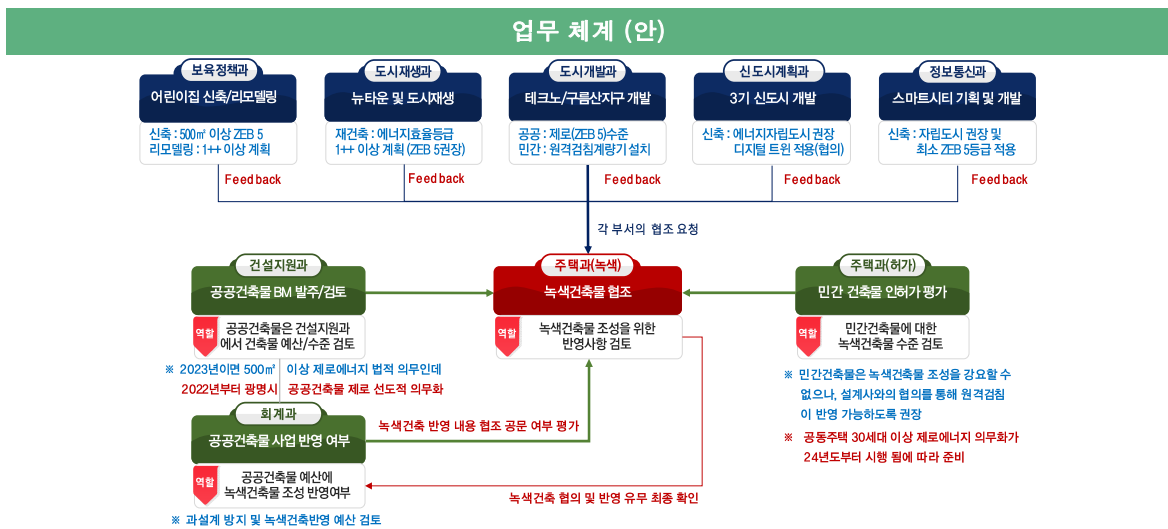 업무 체계 (안)
보육정책과
어린이집 신축/리모델링
신축 : 500㎡ 이상 ZEB 5
리모델링 : 1++ 이상 계획
도시재생과
뉴타운 및 도시재생
재건축 : 에너지효율등급
1++ 이상 계획 (ZEB 5권장)
도시개발과
테크노/구름산지구 개발
공공 : 제로(ZEB 5)수준
민간 : 원격검침계량기 설치
신도시계획과
3기 신도시 개발
신축 : 에너지자립도시 권장
디지털 트윈 적용(협의)
정보통신과
스마트시티 기획 및 개발
신축 : 자립도시 권장 및
최소 ZEB 5등급 적용
Feed back
Feed back
Feed back
Feed back
Feed back
각 부서의 협조 요청
건설지원과
공공건축물 BM 발주/검토
역할
공공건축물은 건설지원과
에서 건축물 예산/수준 검토
※ 2023년이면 500㎡ 이상 제로에너지 법적 의무인데
2022년부터 광명시 공공건축물 제로 선도적 의무화
주택과(녹색)
녹색건축물 협조
역할
녹색건축물 조성을 위한
반영사항 검토
주택과(허가)
민간 건축물 인허가 평가
역할
민간건축물에 대한
녹색건축물 수준 검토
※ 민간건축물은 녹색건축물 조성을 강요할 수
없으나, 설계사와의 협의를 통해 원격검침
이 반영 가능하도록 권장
※ 공동주택 30세대 이상 제로에너지 의무화가
24년도부터 시행 됨에 따라 준비
회계과
공공건축물 사업 반영 여부
역할
공공건축물 예산에
녹색건축물 조성 반영여부
※ 과설계 방지 및 녹색건축반영 예산 검토
녹색건축 반영 내용 협조 공문 여부 평가
녹색건축 협의 및 반영 유무 최종 확인